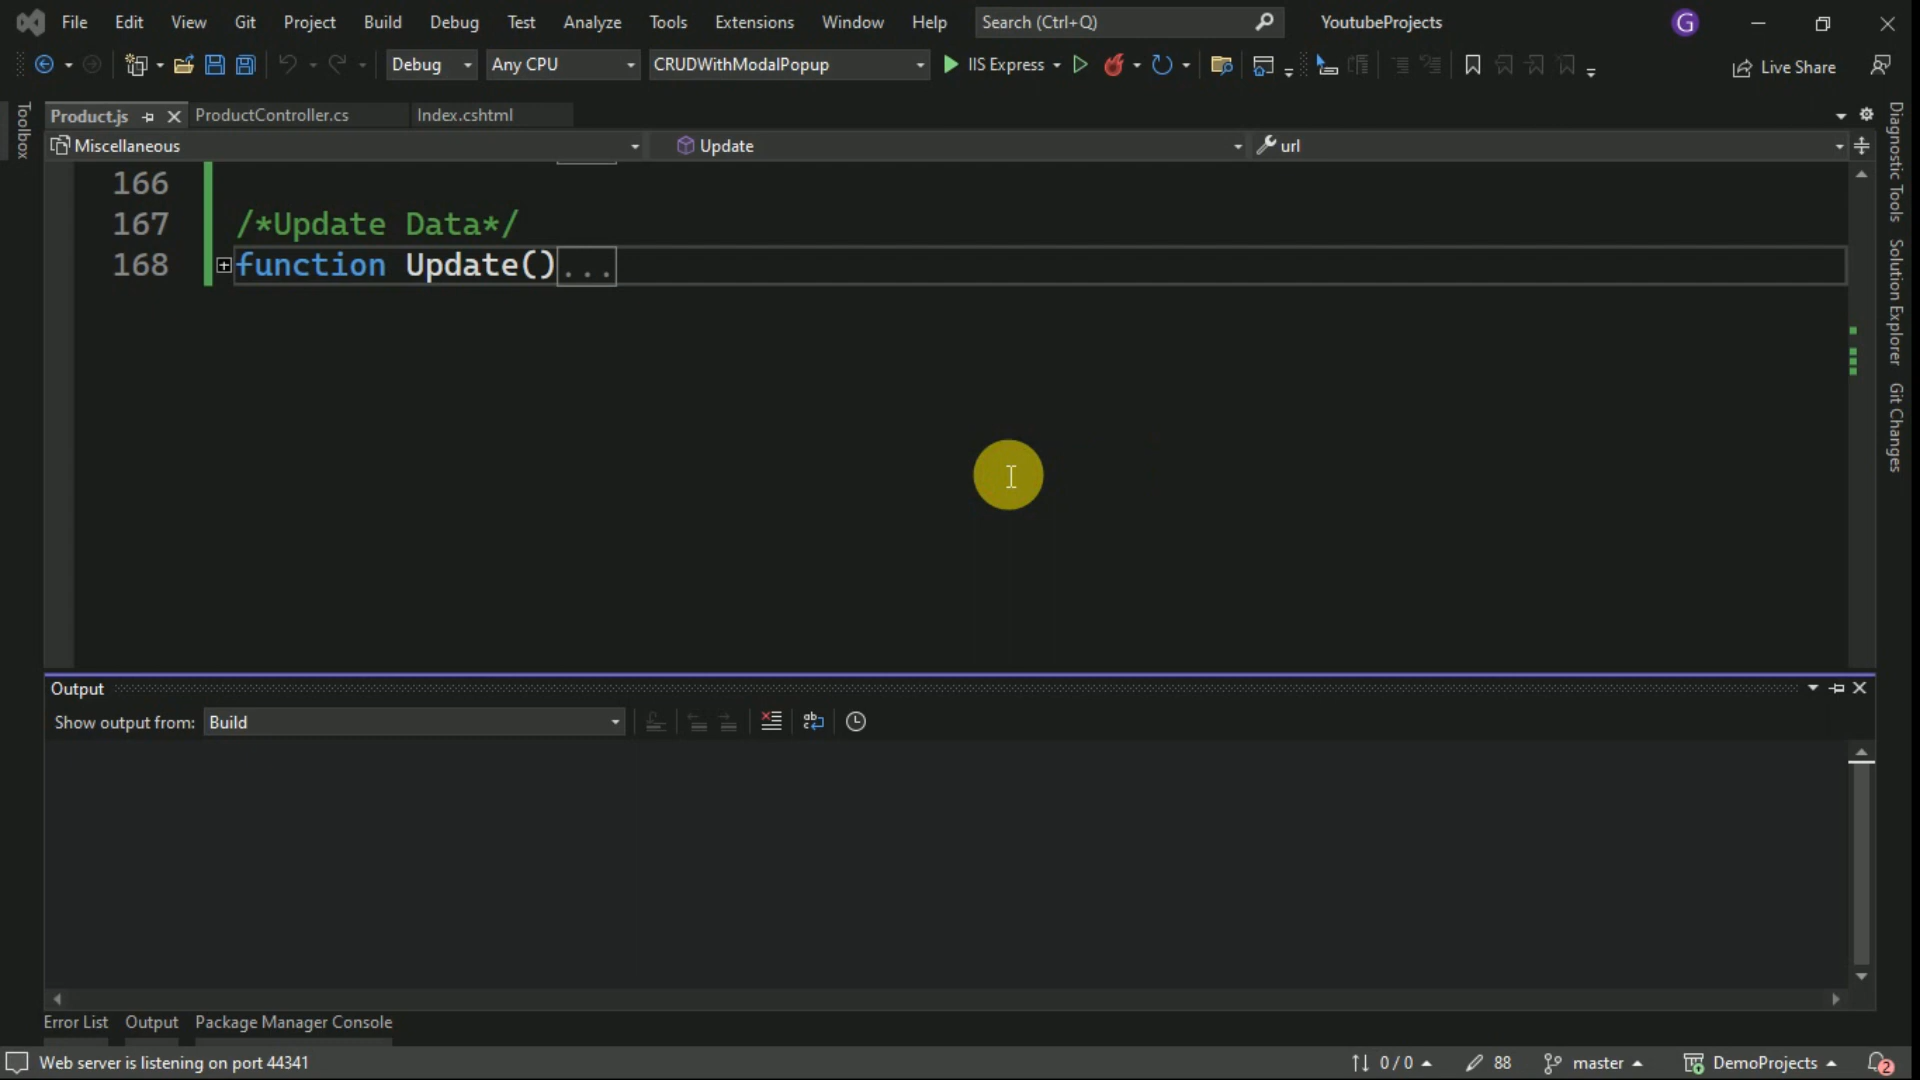 File Edit View Git Project Build Debug Test Analyze Tools Extensions Window Help Search (Ctrl+Q) YoutubeProjects G
Debug Any CPU CRUDWithModalPopup IIS Express Live Share
Toolbox
Product.js ProductController.cs Index.cshtml
Miscellaneous Update url
166
167 /*Update Data*/
168 function Update()...
Diagnostic Tools
Solution Explorer
Git Changes
Output
Show output from: Build
Error List Output Package Manager Console
Web server is listening on port 44341 0 / 0 88 master DemoProjects 2